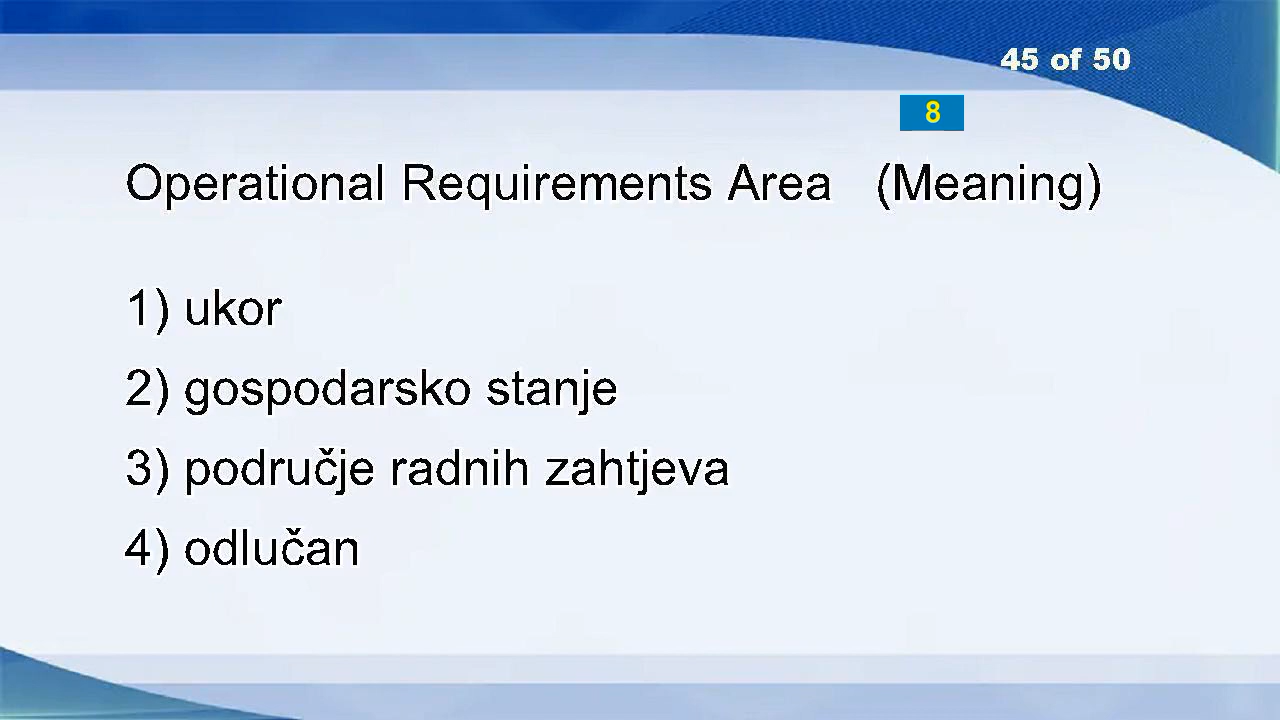 45 of 50
8
Operational Requirements Area (Meaning)
1) ukor
2) gospodarsko stanje
3) područje radnih zahtjeva
4) odlučan